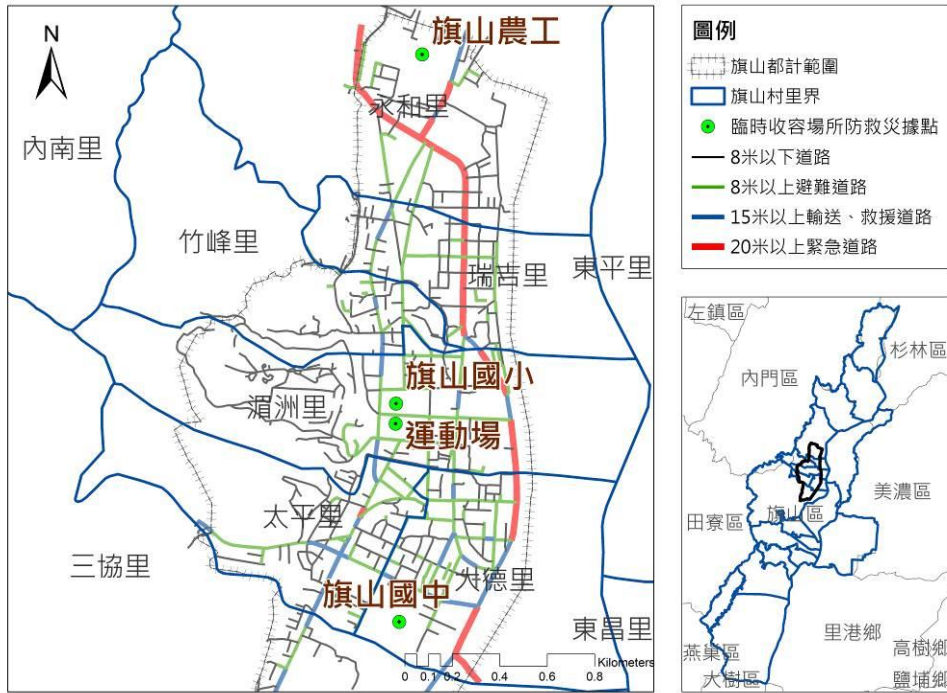 N
旗山農工
永和里
內南里
竹峰里
瑞吉里
東平里
旗山國小
湄洲里
運動場
太平里
三協里
大德里
旗山國中
東昌里
Kilometers
0 0.1 0.2 0.4 0.6 0.8
圖例
旗山都計範圍
旗山村里界
臨時收容場所防救災據點
8米以下道路
8米以上避難道路
15米以上輸送、救援道路
20米以上緊急道路
左鎮區
杉林區
內門區
美濃區
田寮區
旗山區
里港鄉
燕巢區
高樹鄉
大樹區
鹽埔鄉